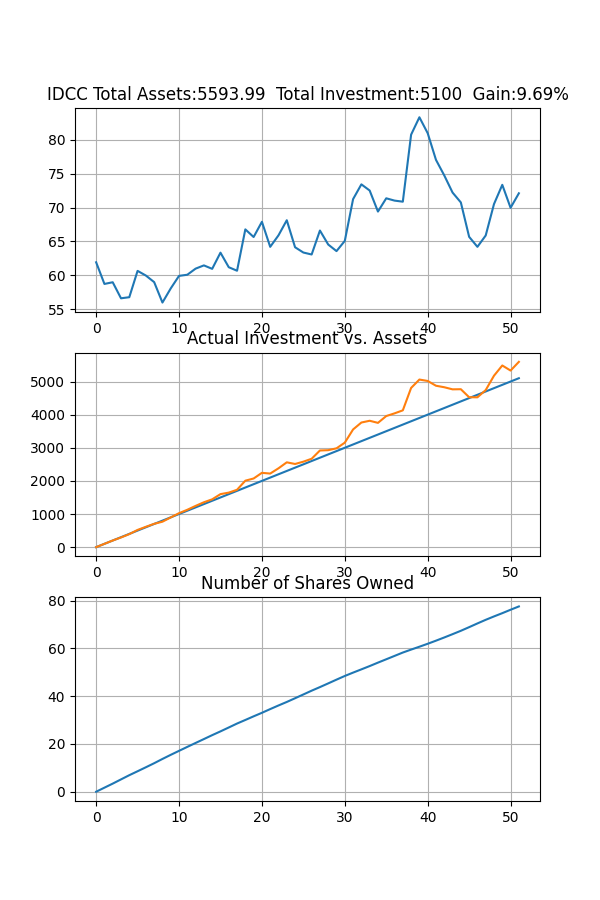 IDCC Total Assets:5593.99  Total Investment:5100  Gain:9.69%
80
75
70
65
60
55
0 10 20 30 40 50
Actual Investment vs. Assets
5000
4000
3000
2000
1000
0
0 10 20 30 40 50
Number of Shares Owned
80
60
40
20
0
0 10 20 30 40 50